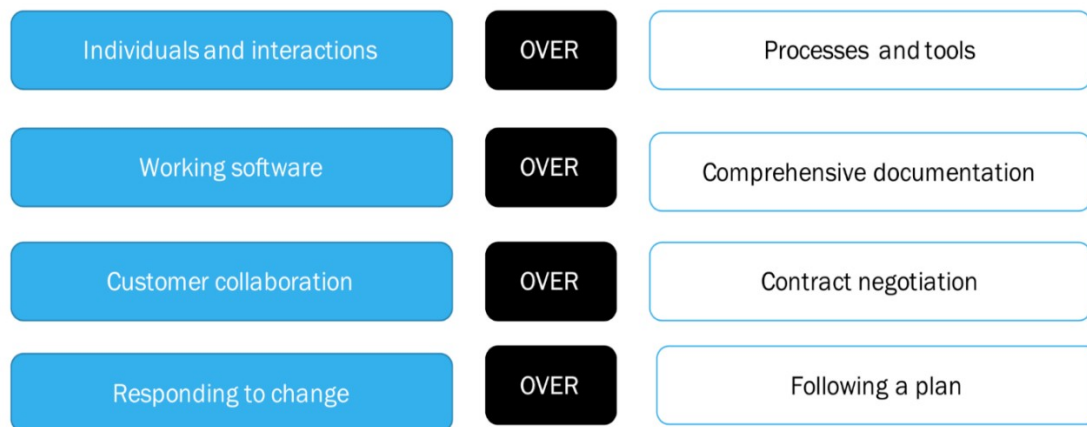 Individuals and interactions OVER Processes and tools
Working software OVER Comprehensive documentation
Customer collaboration OVER Contract negotiation
Responding to change OVER Following a plan